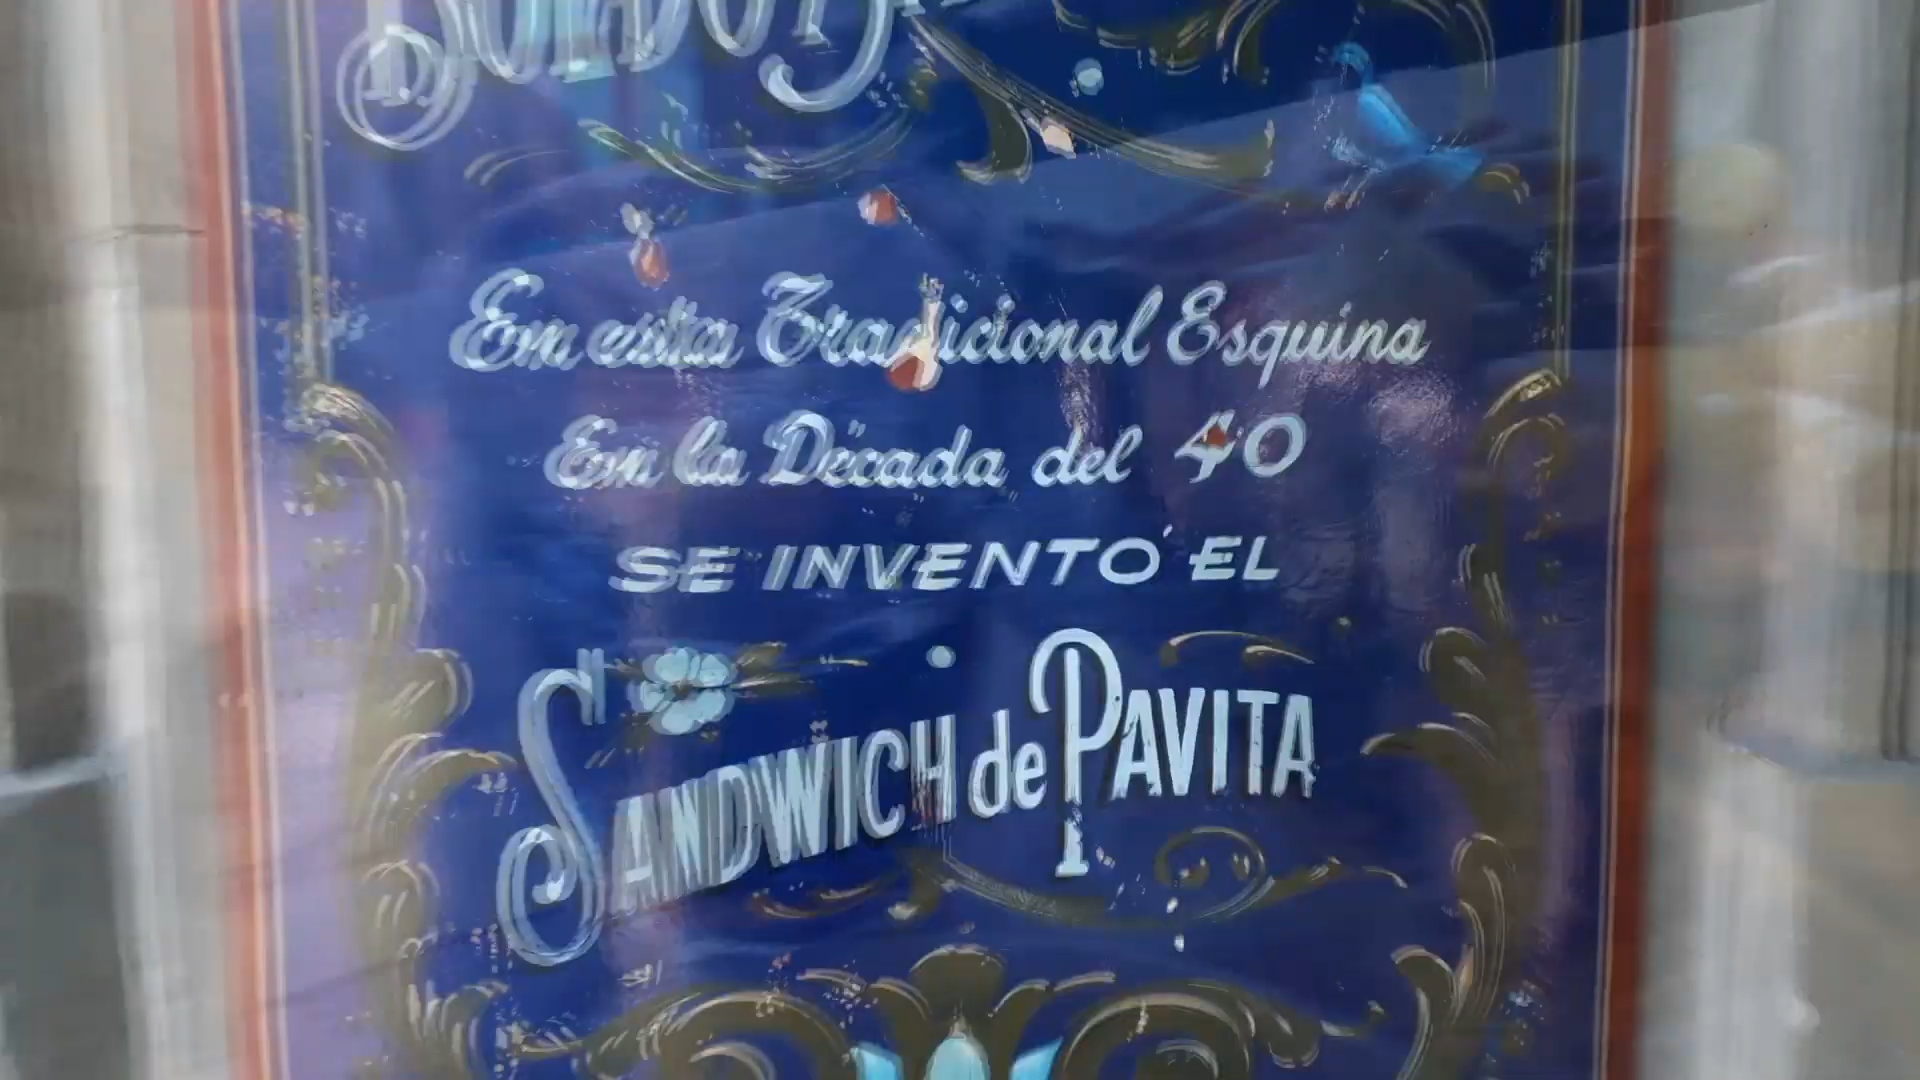 En esta Tradicional Esquina
En la Década del 40
SE INVENTÓ EL
SANDWICH de PAVITA